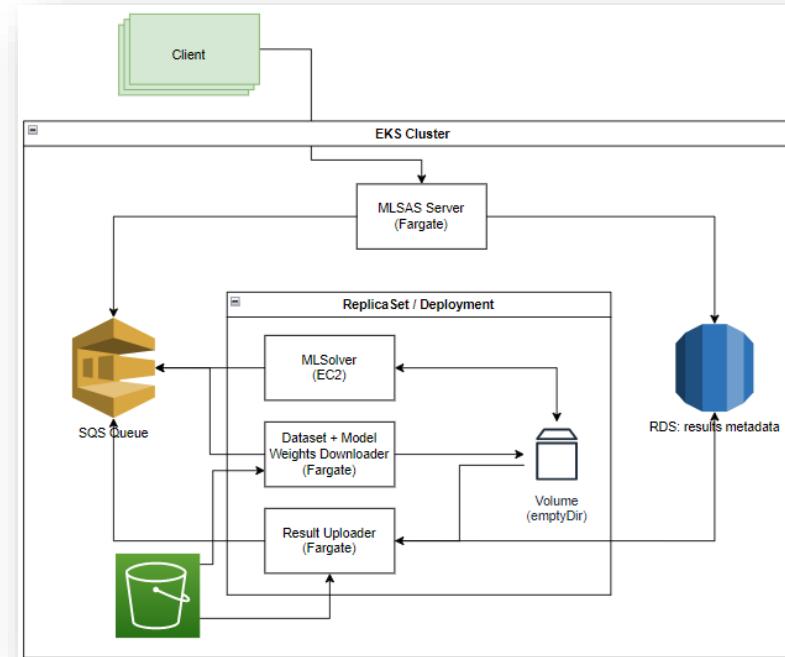 Client
EKS Cluster
MLSAS Server
(Fargate)
ReplicaSet / Deployment
MLSolver
(EC2)
SQS Queue
RDS: results metadata
Dataset + Model
Weights Downloader
(Fargate)
Volume
(emptyDir)
Result Uploader
(Fargate)